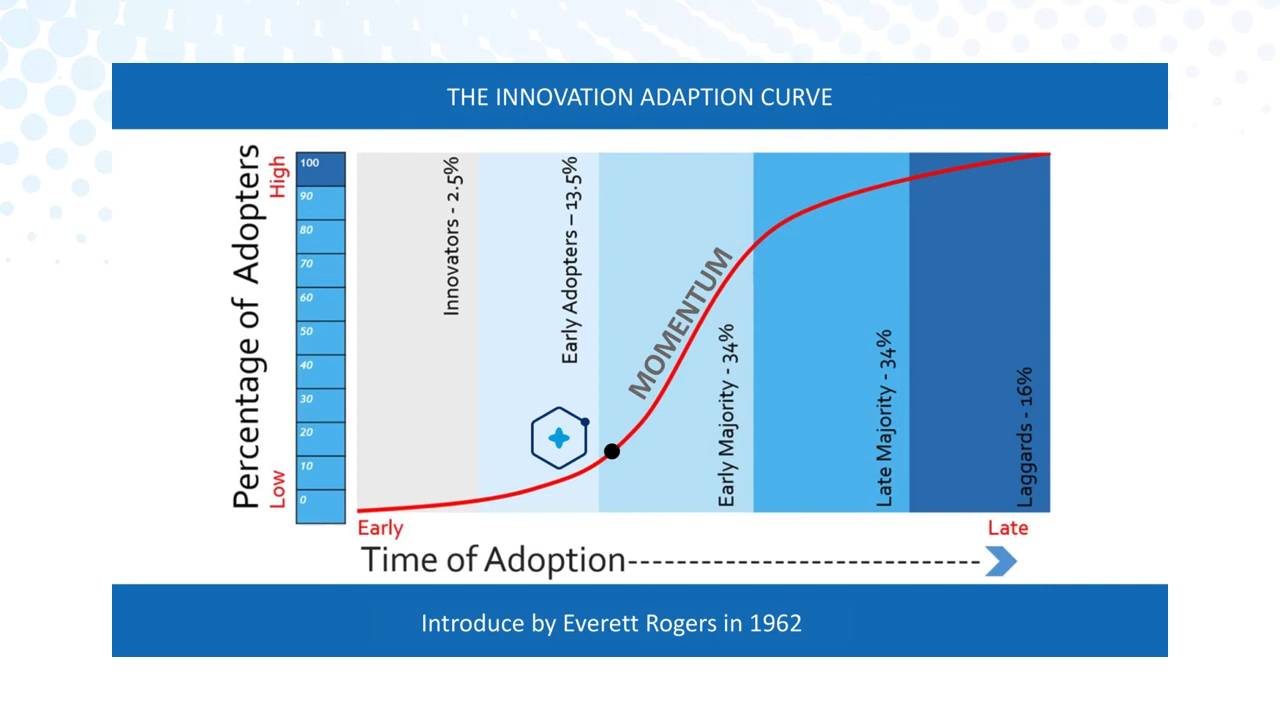 THE INNOVATION ADAPTION CURVE
Percentage of Adopters
High
Low
100
90
80
70
60
50
40
30
20
10
0
Innovators - 2.5%
Early Adopters – 13.5%
MOMENTUM
Early Majority - 34%
Late Majority - 34%
Laggards - 16%
Early
Late
Time of Adoption
Introduce by Everett Rogers in 1962